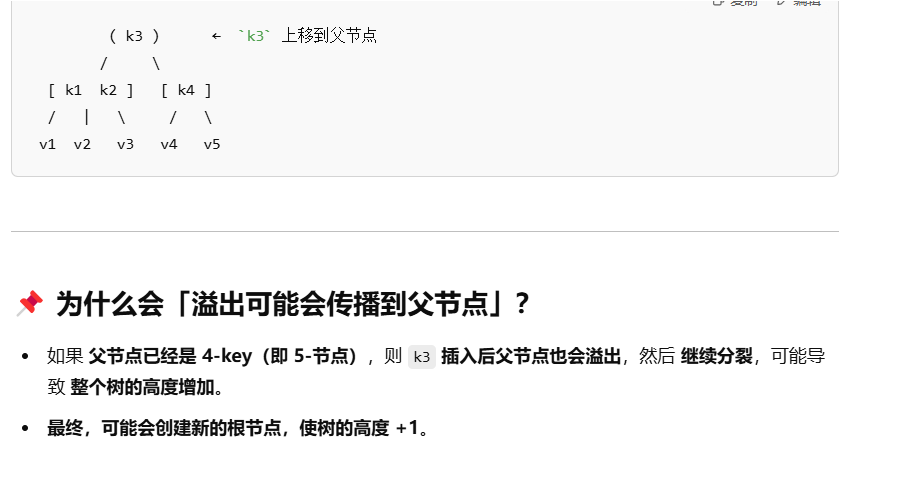 复制 编辑
( k3 ) ← `k3` 上移到父节点
/ \
[ k1 k2 ] [ k4 ]
/ | \ / \
v1 v2 v3 v4 v5
📌 为什么会「溢出可能会传播到父节点」？
• 如果 父节点已经是 4-key（即 5-节点），则 k3 插入后父节点也会溢出，然后 继续分裂，可能导
致 整个树的高度增加。
• 最终，可能会创建新的根节点，使树的高度 +1。